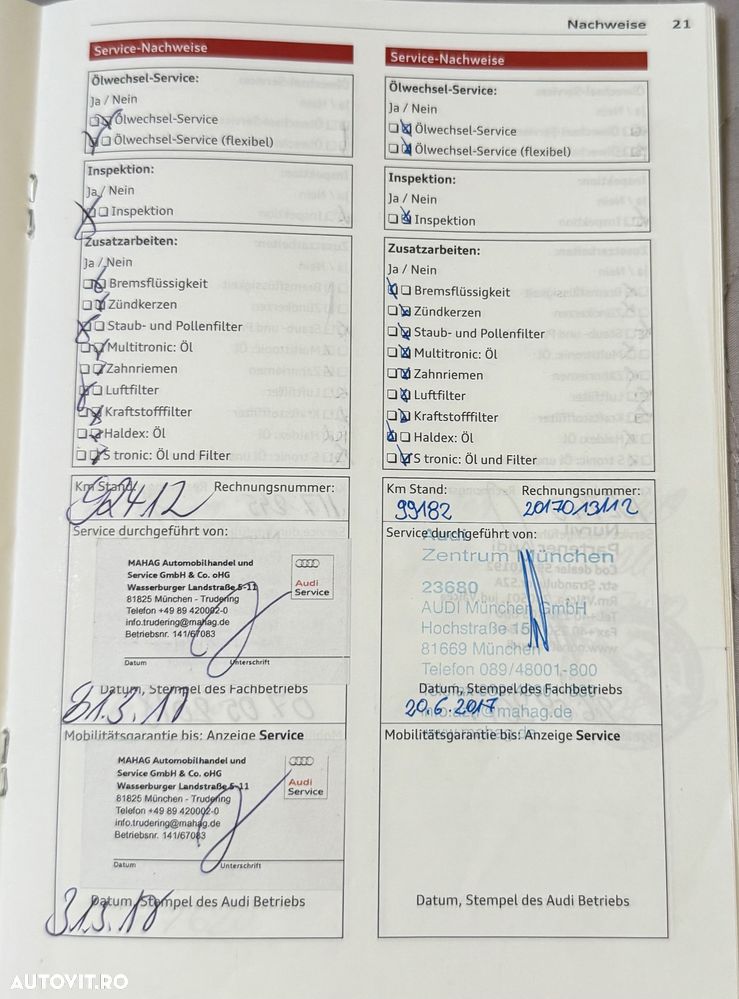 Nachweise 21
Service-Nachweise
Ölwechsel-Service:
Ja / Nein
Ölwechsel-Service
Ölwechsel-Service (flexibel)
Inspektion:
Ja / Nein
Inspektion
Zusatzarbeiten:
Ja / Nein
Bremsflüssigkeit
Zündkerzen
Staub- und Pollenfilter
Multitronic: Öl
Zahnriemen
Luftfilter
Kraftstofffilter
Haldex: Öl
S tronic: Öl und Filter
Km Stand: Rechnungsnummer:
92412
Service durchgeführt von:
MAHAG Automobilhandel und
Service GmbH & Co. oHG
Wasserburger Landstraße 5-11
81825 München - Trudering
Telefon +49 89 420002-0
info.trudering@mahag.de
Betriebsnr. 141/67083
Audi
Service
Datum Unterschrift
Datum, Stempel des Fachbetriebs
31.3.18
Mobilitätsgarantie bis: Anzeige Service
MAHAG Automobilhandel und
Service GmbH & Co. oHG
Wasserburger Landstraße 5-11
81825 München - Trudering
Telefon +49 89 420002-0
info.trudering@mahag.de
Betriebsnr. 141/67083
Audi
Service
Datum Unterschrift
Datum, Stempel des Audi Betriebs
31.3.18
Service-Nachweise
Ölwechsel-Service:
Ja / Nein
Ölwechsel-Service
Ölwechsel-Service (flexibel)
Inspektion:
Ja / Nein
Inspektion
Zusatzarbeiten:
Ja / Nein
Bremsflüssigkeit
Zündkerzen
Staub- und Pollenfilter
Multitronic: Öl
Zahnriemen
Luftfilter
Kraftstofffilter
Haldex: Öl
S tronic: Öl und Filter
Km Stand: Rechnungsnummer:
99182 2017013112
Service durchgeführt von:
Audi
Zentrum München
23680
AUDI München GmbH
Hochstraße 15
81669 München
Telefon 089/48001-800
Datum, Stempel des Fachbetriebs
20.6.2017
@mahag.de
Mobilitätsgarantie bis: Anzeige Service
Datum, Stempel des Audi Betriebs
AUTOVIT.RO